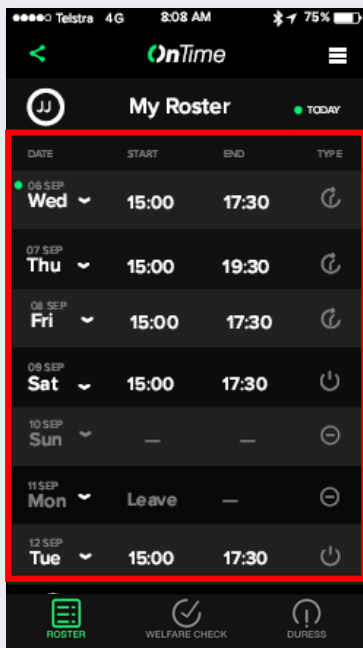 Telstra 4G 8:08 AM 75%
OnTime
JJ My Roster TODAY
DATE START END TYPE
06 SEP
Wed 15:00 17:30
07 SEP
Thu 15:00 19:30
08 SEP
Fri 15:00 17:30
09 SEP
Sat 15:00 17:30
10 SEP
Sun — —
11 SEP
Mon Leave —
12 SEP
Tue 15:00 17:30
ROSTER WELFARE CHECK DURESS